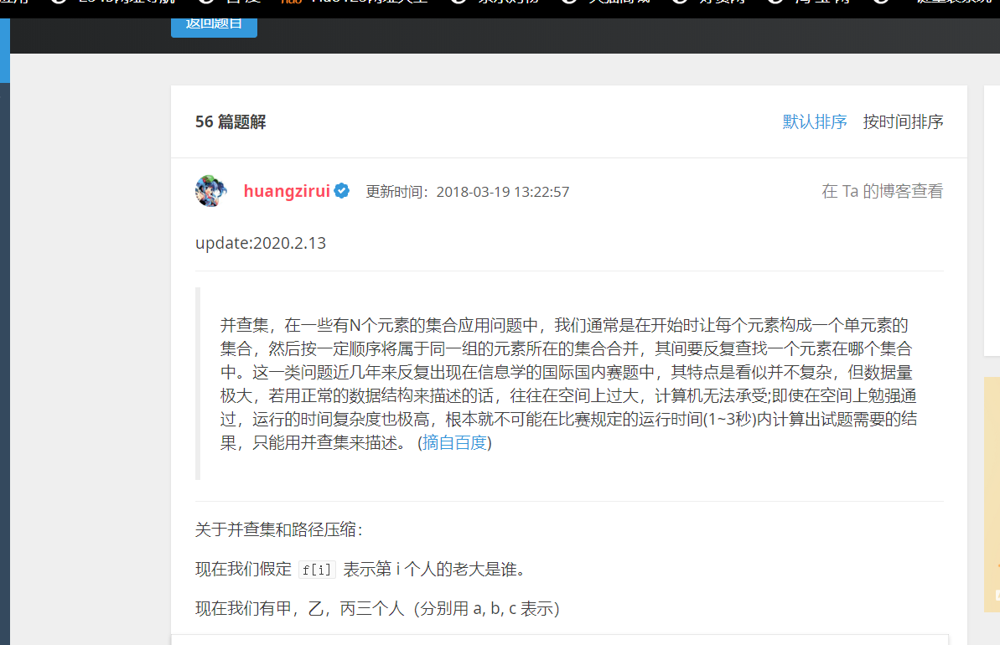 返回题目
56 篇题解
默认排序 按时间排序
huangzirui 更新时间：2018-03-19 13:22:57 在 Ta 的博客查看
update:2020.2.13
并查集，在一些有N个元素的集合应用问题中，我们通常是在开始时让每个元素构成一个单元素的
集合，然后按一定顺序将属于同一组的元素所在的集合合并，其间要反复查找一个元素在哪个集合
中。这一类问题近几年来反复出现在信息学的国际国内赛题中，其特点是看似并不复杂，但数据量
极大，若用正常的数据结构来描述的话，往往在空间上过大，计算机无法承受;即使在空间上勉强通
过，运行的时间复杂度也极高，根本就不可能在比赛规定的运行时间(1~3秒)内计算出试题需要的结
果，只能用并查集来描述。 (摘自百度)
关于并查集和路径压缩：
现在我们假定 f[i] 表示第 i 个人的老大是谁。
现在我们有甲，乙，丙三个人（分别用 a, b, c 表示）